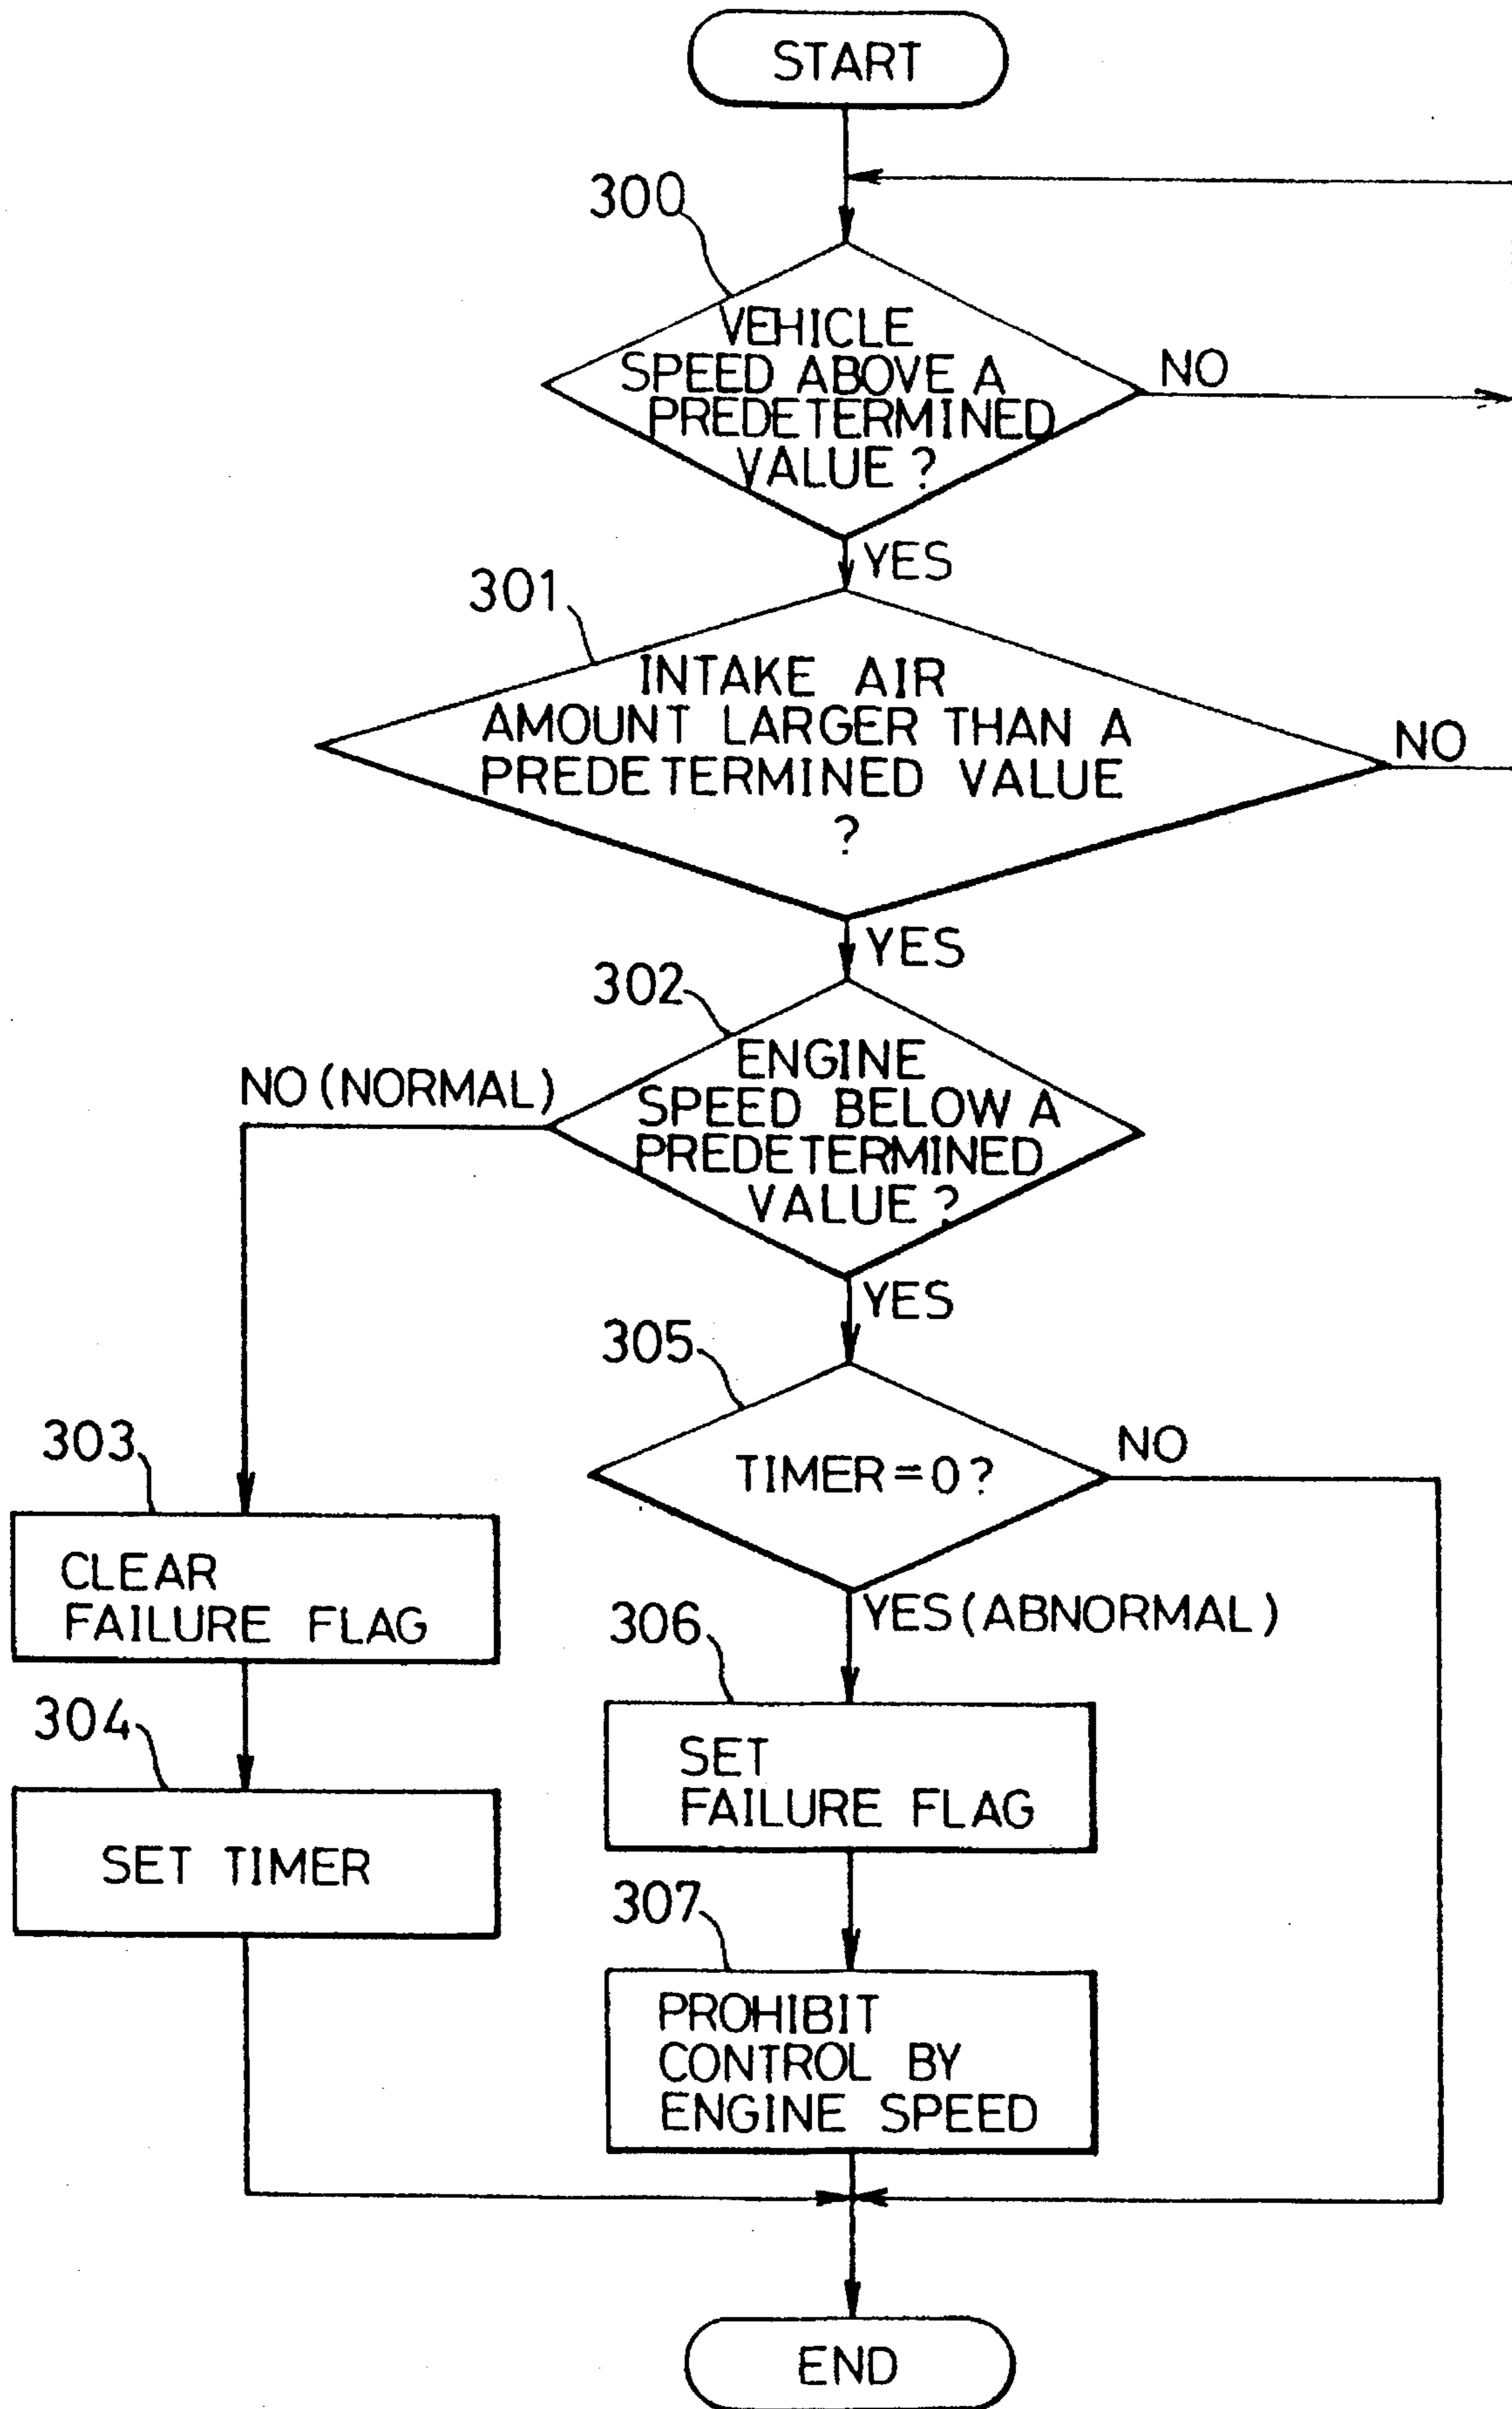 START
300
VEHICLE
SPEED ABOVE A
PREDETERMINED
VALUE ?
NO
YES
301
INTAKE AIR
AMOUNT LARGER THAN A
PREDETERMINED VALUE
?
NO
YES
302
ENGINE
SPEED BELOW A
PREDETERMINED
VALUE ?
NO (NORMAL)
YES
305
TIMER = 0 ?
NO
YES (ABNORMAL)
303
CLEAR
FAILURE FLAG
304
SET TIMER
306
SET
FAILURE FLAG
307
PROHIBIT
CONTROL BY
ENGINE SPEED
END